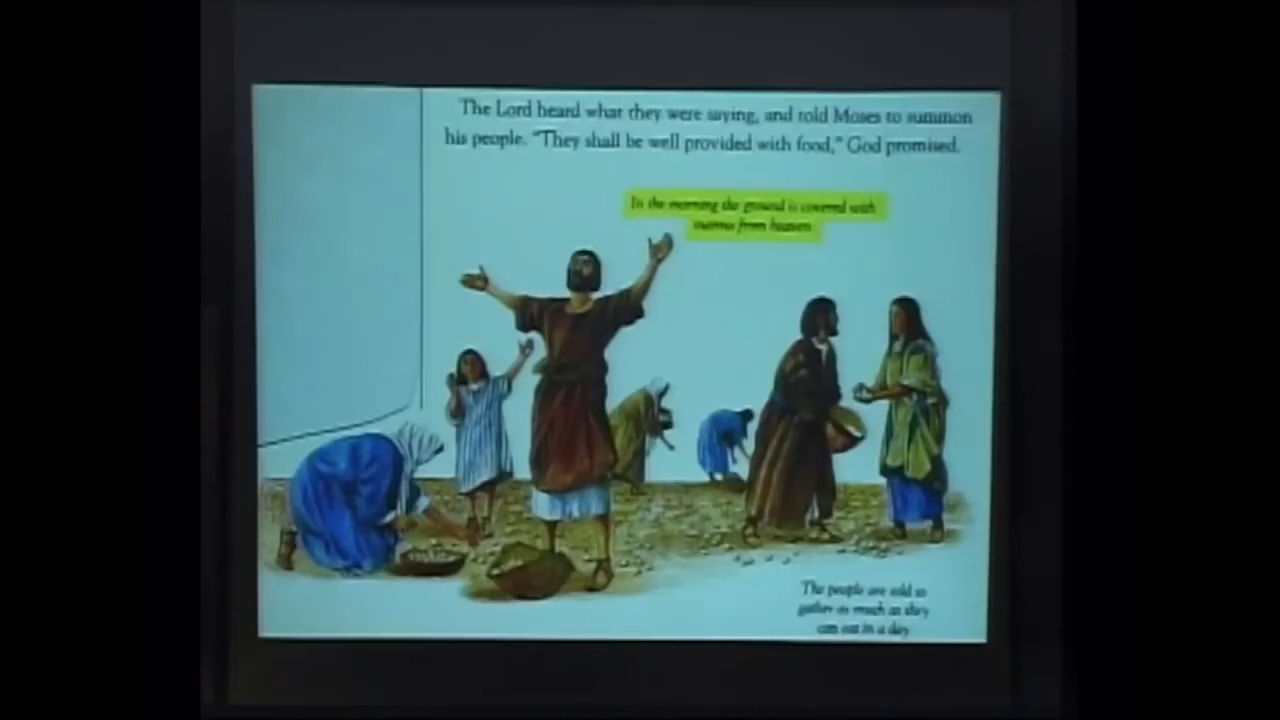 The Lord heard what they were saying, and told Moses to summon
his people. "They shall be well provided with food," God promised.
In the morning the ground is covered with
manna from heaven
The people are told to
gather as much as they
can eat in a day